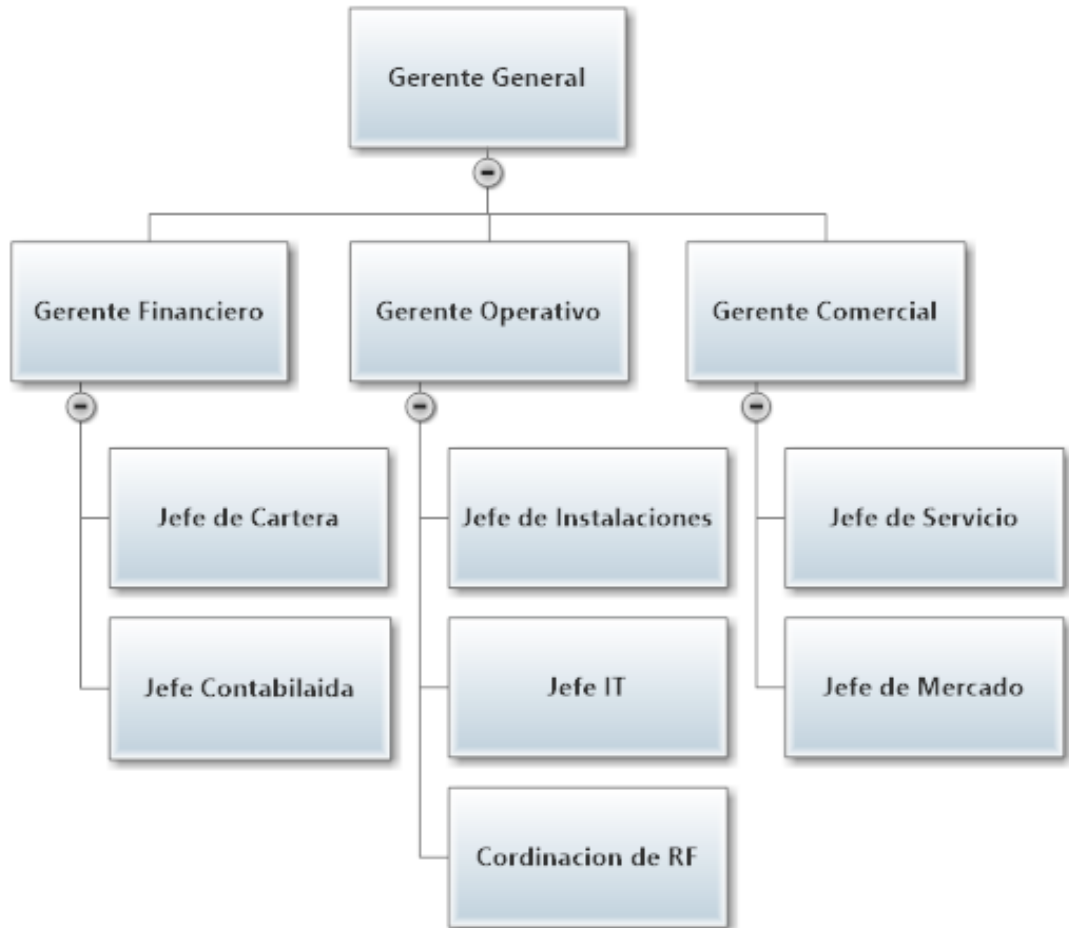 Gerente General
Gerente Financiero
Gerente Operativo
Gerente Comercial
Jefe de Cartera
Jefe de Instalaciones
Jefe de Servicio
Jefe Contabilaida
Jefe IT
Jefe de Mercado
Cordinacion de RF